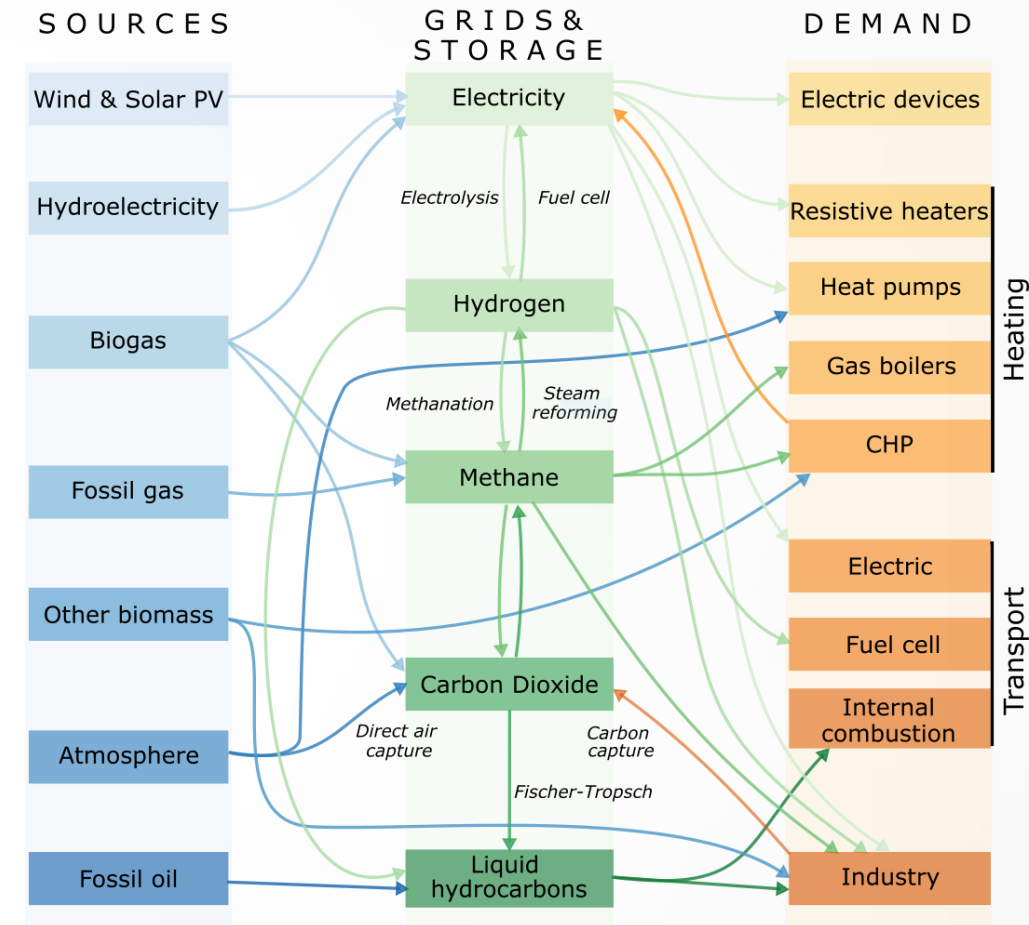 SOURCES
GRIDS&
STORAGE
DEMAND
Wind & Solar PV
Electricity
Electric devices
Hydroelectricity
Electrolysis
Fuel cell
Resistive heaters
Heat pumps
Hydrogen
Biogas
Gas boilers
Heating
Methanation
Steam
reforming
CHP
Fossil gas
Methane
Electric
Other biomass
Fuel cell
Transport
Carbon Dioxide
Internal
combustion
Atmosphere
Direct air
capture
Carbon
capture
Fischer-Tropsch
Fossil oil
Liquid
hydrocarbons
Industry